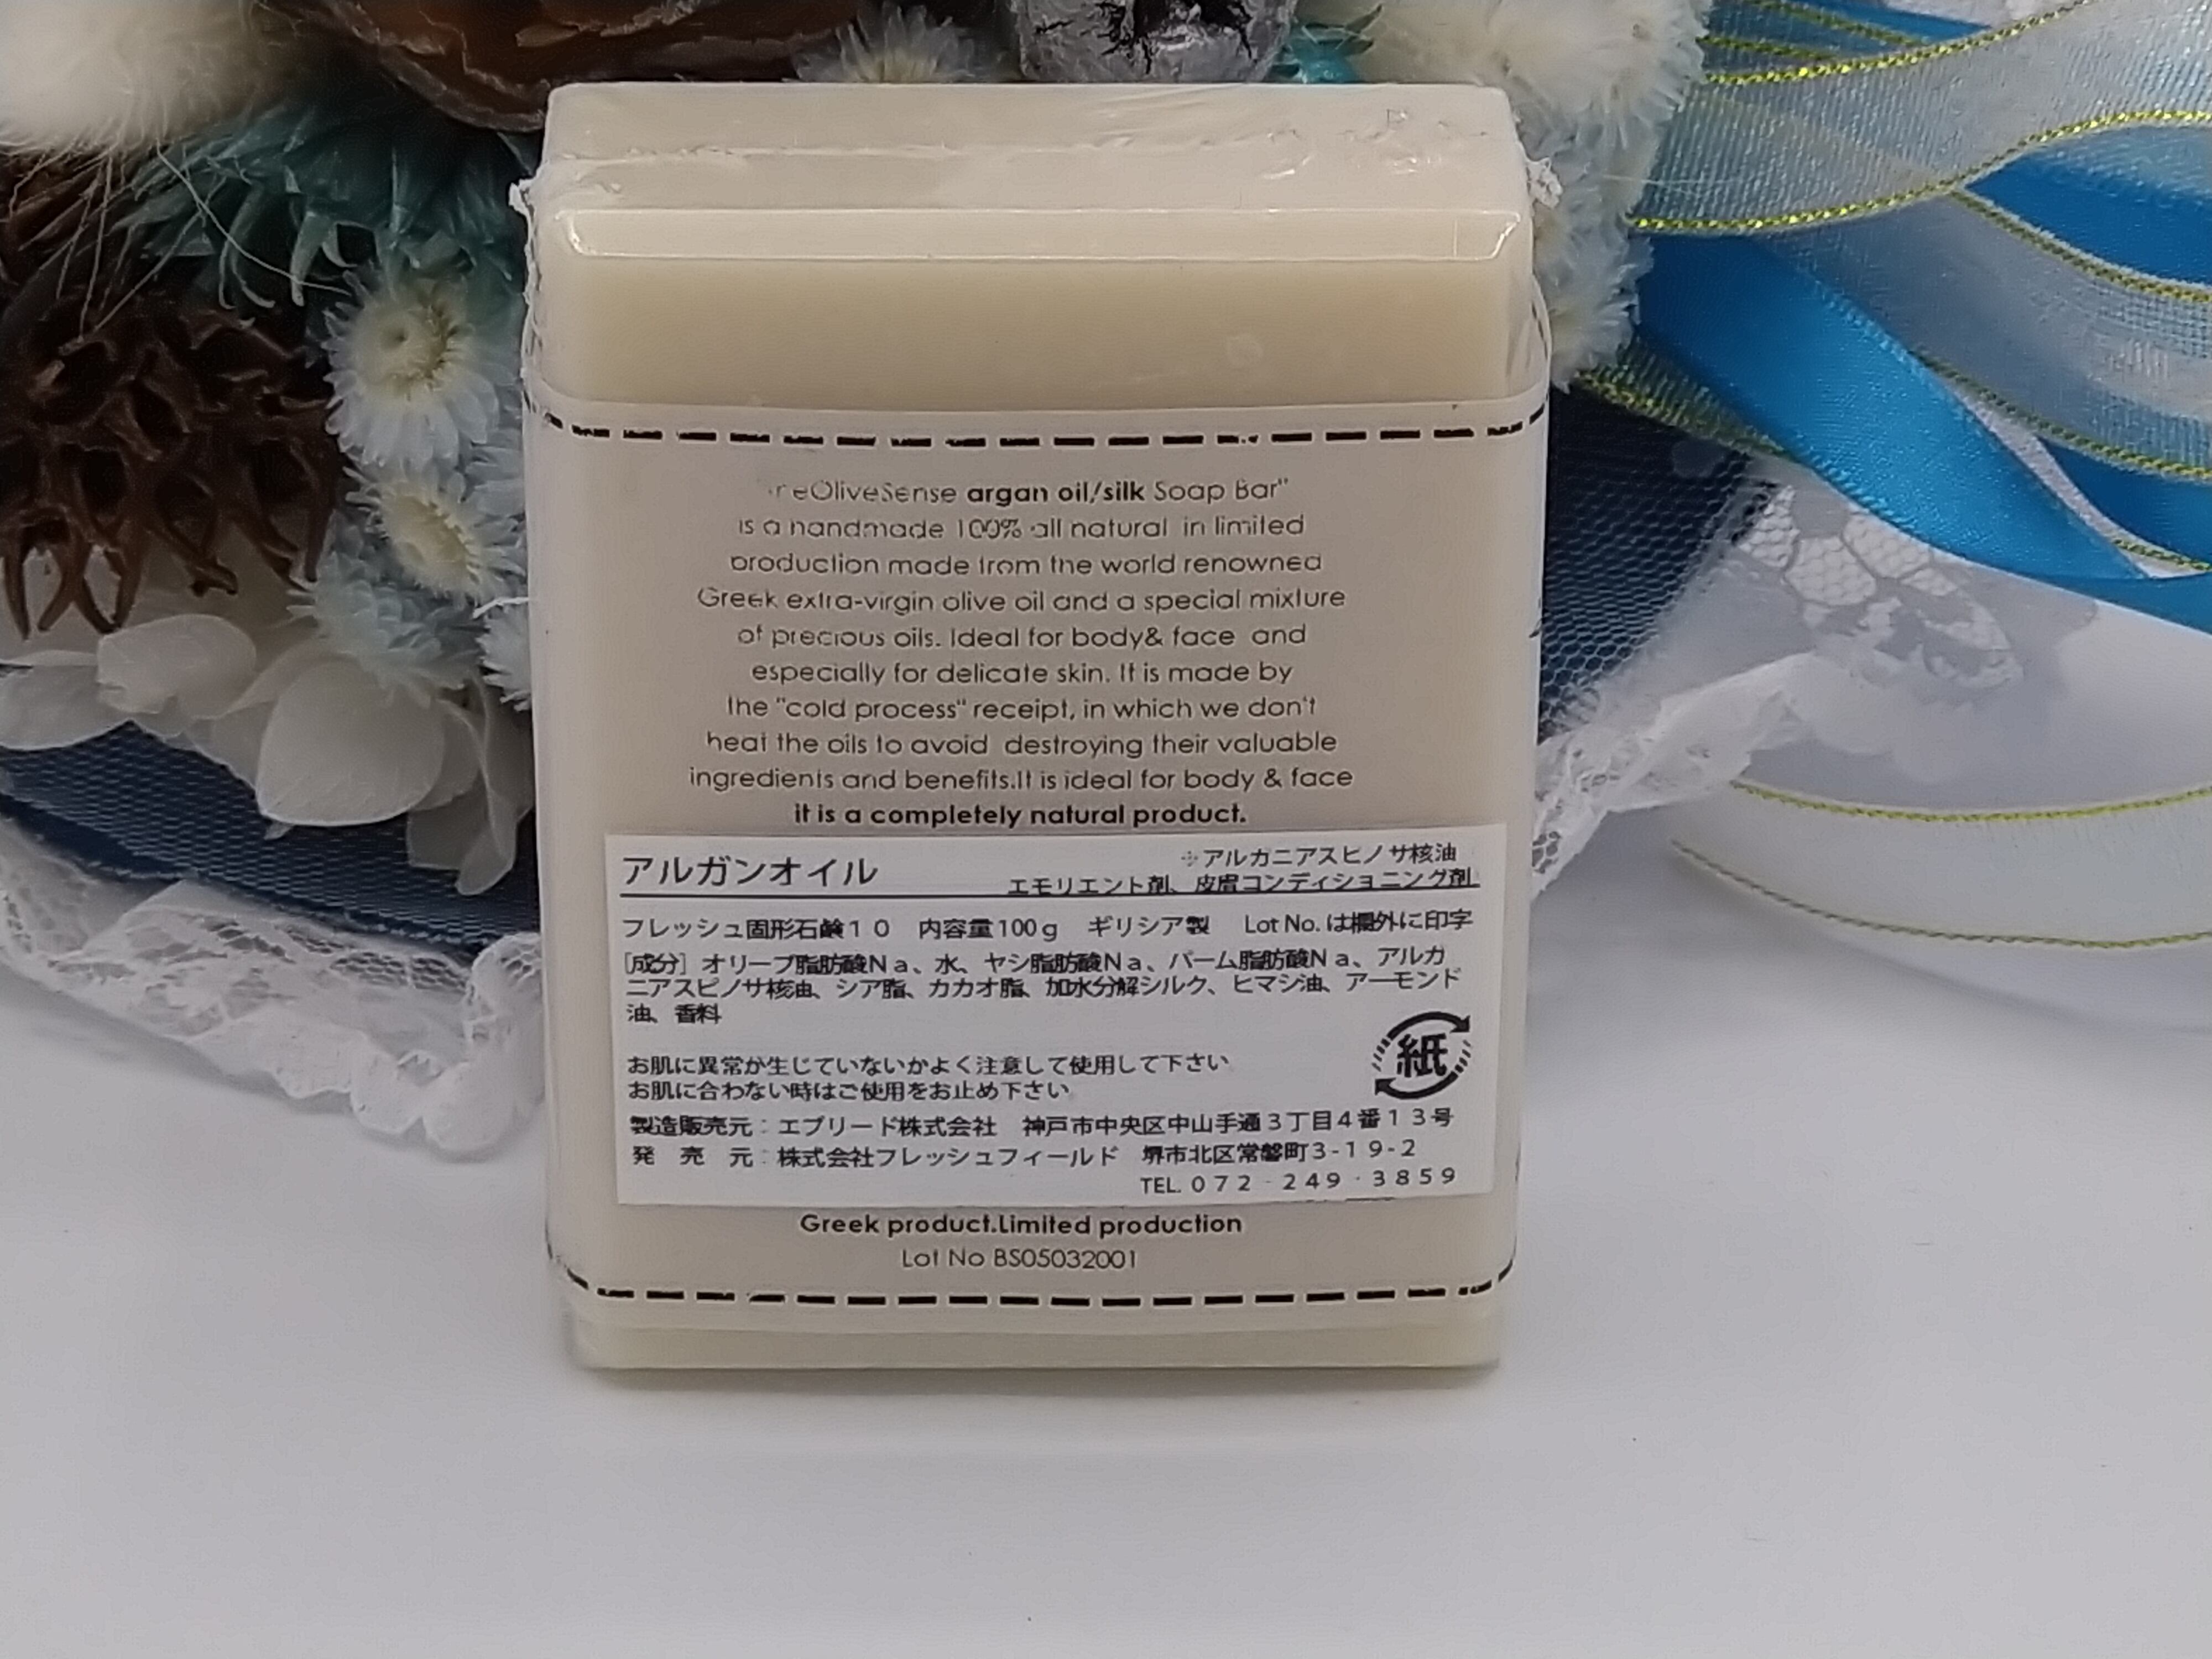 "reOliveSense argan oil/silk Soap Bar"
is a handmade 100% all natural in limited
production made from the world renowned
Greek extra-virgin olive oil and a special mixture
of precious oils. Ideal for body& face and
especially for delicate skin. It is made by
the "cold process" receipt, in which we don't
heat the oils to avoid destroying their valuable
ingredients and benefits.It is ideal for body & face
it is a completely natural product.
アルガンオイル
※アルガニアスピノサ核油
エモリエント剤、皮膚コンディショニング剤
フレッシュ固形石鹸10 内容量100g ギリシア製 Lot No.は欄外に印字
[成分] オリーブ脂肪酸Na、水、ヤシ脂肪酸Na、パーム脂肪酸Na、アルガ
ニアスピノサ核油、シア脂、カカオ脂、加水分解シルク、ヒマシ油、アーモンド
油、香料
紙
お肌に異常が生じていないかよく注意して使用して下さい
お肌に合わない時はご使用をお止め下さい
製造販売元:エブリード株式会社 神戸市中央区中山手通3丁目4番13号
発 売 元:株式会社フレッシュフィールド 堺市北区常磐町3-19-2
TEL. 072-249-3859
Greek product.Limited production
Lot No BS05032001